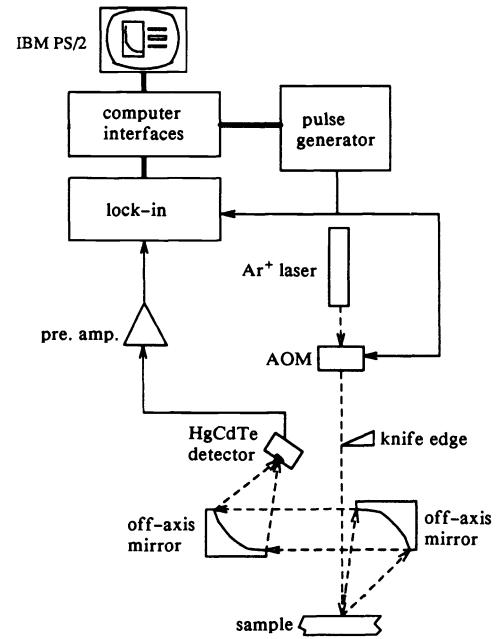 IBM PS/2
computer
interfaces
pulse
generator
lock-in
Ar+ laser
pre. amp.
AOM
HgCdTe
detector
knife edge
off-axis
mirror
off-axis
mirror
sample